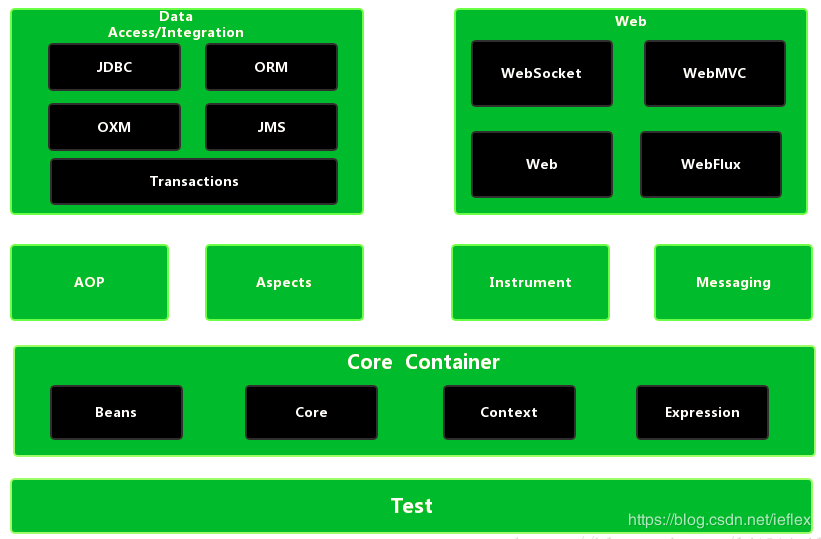 Data
Access/Integration
JDBC
ORM
OXM
JMS
Transactions
Web
WebSocket
WebMVC
Web
WebFlux
AOP
Aspects
Instrument
Messaging
Core Container
Beans
Core
Context
Expression
Test
https://blog.csdn.net/ieflex